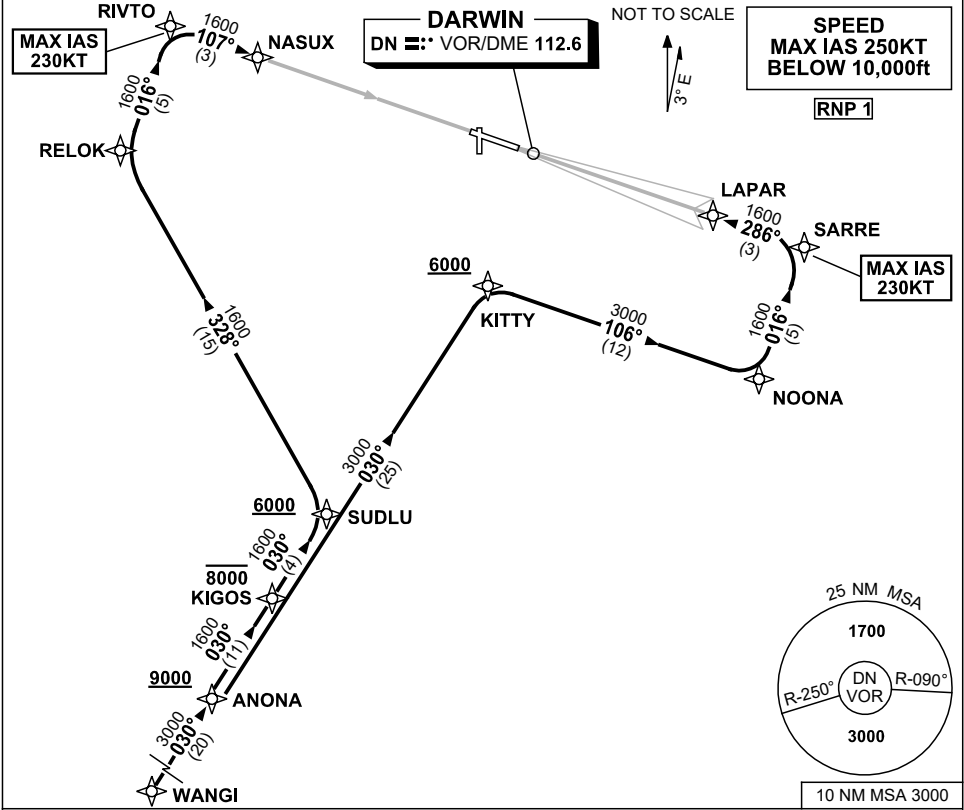 RIVTO
MAX IAS
230KT
1600
107°
(3)
NASUX
DARWIN
DN VOR/DME 112.6
NOT TO SCALE
3° E
SPEED
MAX IAS 250KT
BELOW 10,000ft
RNP 1
1600
016°
(5)
RELOK
LAPAR
1600
286°
(3)
SARRE
MAX IAS
230KT
6000
KITTY
3000
106°
(12)
1600
016°
(5)
NOONA
1600
328°
(15)
3000
030°
(25)
6000
SUDLU
1600
030°
(4)
8000
KIGOS
1600
030°
(11)
9000
ANONA
3000
030°
(20)
WANGI
25 NM MSA
1700
R-250°
DN
VOR
R-090°
3000
10 NM MSA 3000